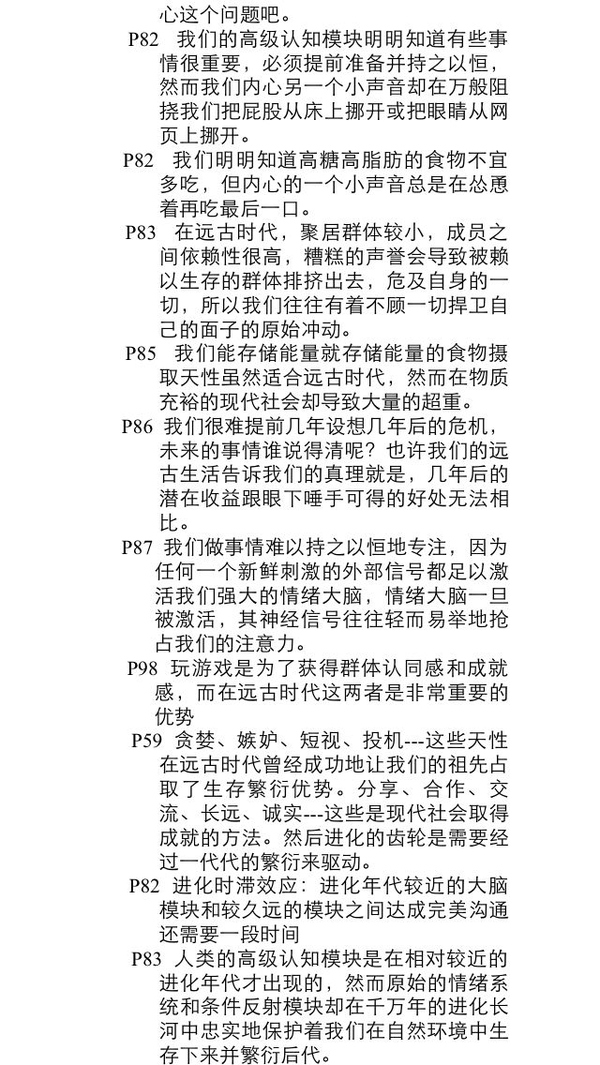 心这个问题吧。
P82 我们的高级认知模块明明知道有些事
情很重要，必须提前准备并持之以恒，
然而我们内心另一个小声音却在万般阻
挠我们把屁股从床上挪开或把眼睛从网
页上挪开。
P82 我们明明知道高糖高脂肪的食物不宜
多吃，但内心的一个小声音总是在怂恿
着再吃最后一口。
P83 在远古时代，聚居群体较小，成员之
间依赖性很高，糟糕的声誉会导致被赖
以生存的群体排挤出去，危及自身的一
切，所以我们往往有着不顾一切捍卫自
己的面子的原始冲动。
P85 我们能存储能量就存储能量的食物摄
取天性虽然适合远古时代，然而在物质
充裕的现代社会却导致大量的超重。
P86 我们很难提前几年设想几年后的危机，
未来的事情谁说得清呢？也许我们的远
古生活告诉我们的真理就是，几年后的
潜在收益跟眼下唾手可得的好处无法相
比。
P87 我们做事情难以持之以恒地专注，因为
任何一个新鲜刺激的外部信号都足以激
活我们强大的情绪大脑，情绪大脑一旦
被激活，其神经信号往往轻而易举地抢
占我们的注意力。
P98 玩游戏是为了获得群体认同感和成就
感，而在远古时代这两者是非常重要的
优势
P59 贪婪、嫉妒、短视、投机---这些天性
在远古时代曾经成功地让我们的祖先占
取了生存繁衍优势。分享、合作、交
流、长远、诚实---这些是现代社会取得
成就的方法。然后进化的齿轮是需要经
过一代代的繁衍来驱动。
P82 进化时滞效应：进化年代较近的大脑
模块和较久远的模块之间达成完美沟通
还需要一段时间
P83 人类的高级认知模块是在相对较近的
进化年代才出现的，然而原始的情绪系
统和条件反射模块却在千万年的进化长
河中忠实地保护着我们在自然环境中生
存下来并繁衍后代。